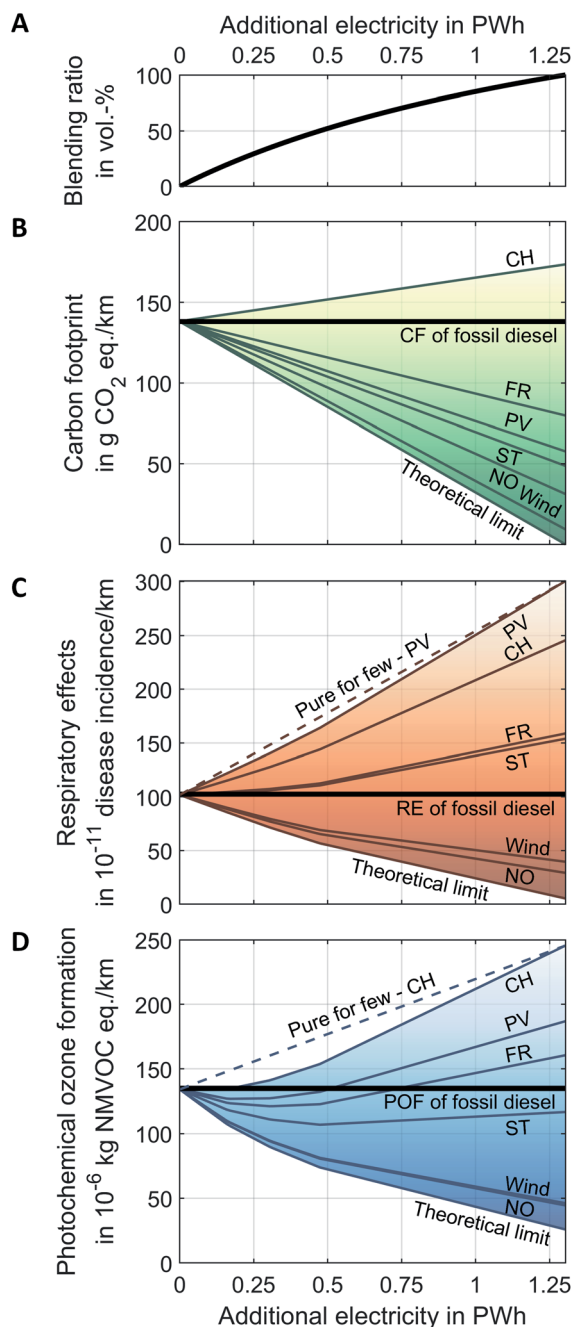 A
Additional electricity in PWh
0 0.25 0.5 0.75 1 1.25
100
50
0
Blending ratio
in vol.-%
B
200
150
100
50
0
Carbon footprint
in g CO2 eq./km
CH
CF of fossil diesel
FR
PV
ST
NO
Wind
Theoretical limit
C
300
250
200
150
100
50
0
Respiratory effects
in 10-11 disease incidence/km
Pure for few - PV
PV
CH
FR
ST
RE of fossil diesel
Wind
NO
Theoretical limit
D
250
200
150
100
50
0
Photochemical ozone formation
in 10-6 kg NMVOC eq./km
Pure for few - CH
CH
PV
FR
POF of fossil diesel
ST
Wind
NO
Theoretical limit
0 0.25 0.5 0.75 1 1.25
Additional electricity in PWh